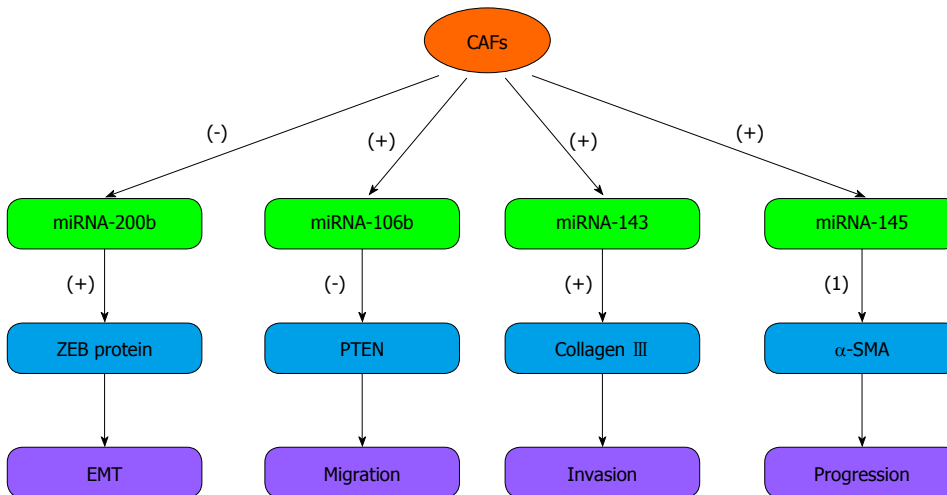 CAFs
(-)
(+)
(+)
(+)
miRNA-200b
miRNA-106b
miRNA-143
miRNA-145
(+)
(-)
(+)
(1)
ZEB protein
PTEN
Collagen Ⅲ
α-SMA
EMT
Migration
Invasion
Progression